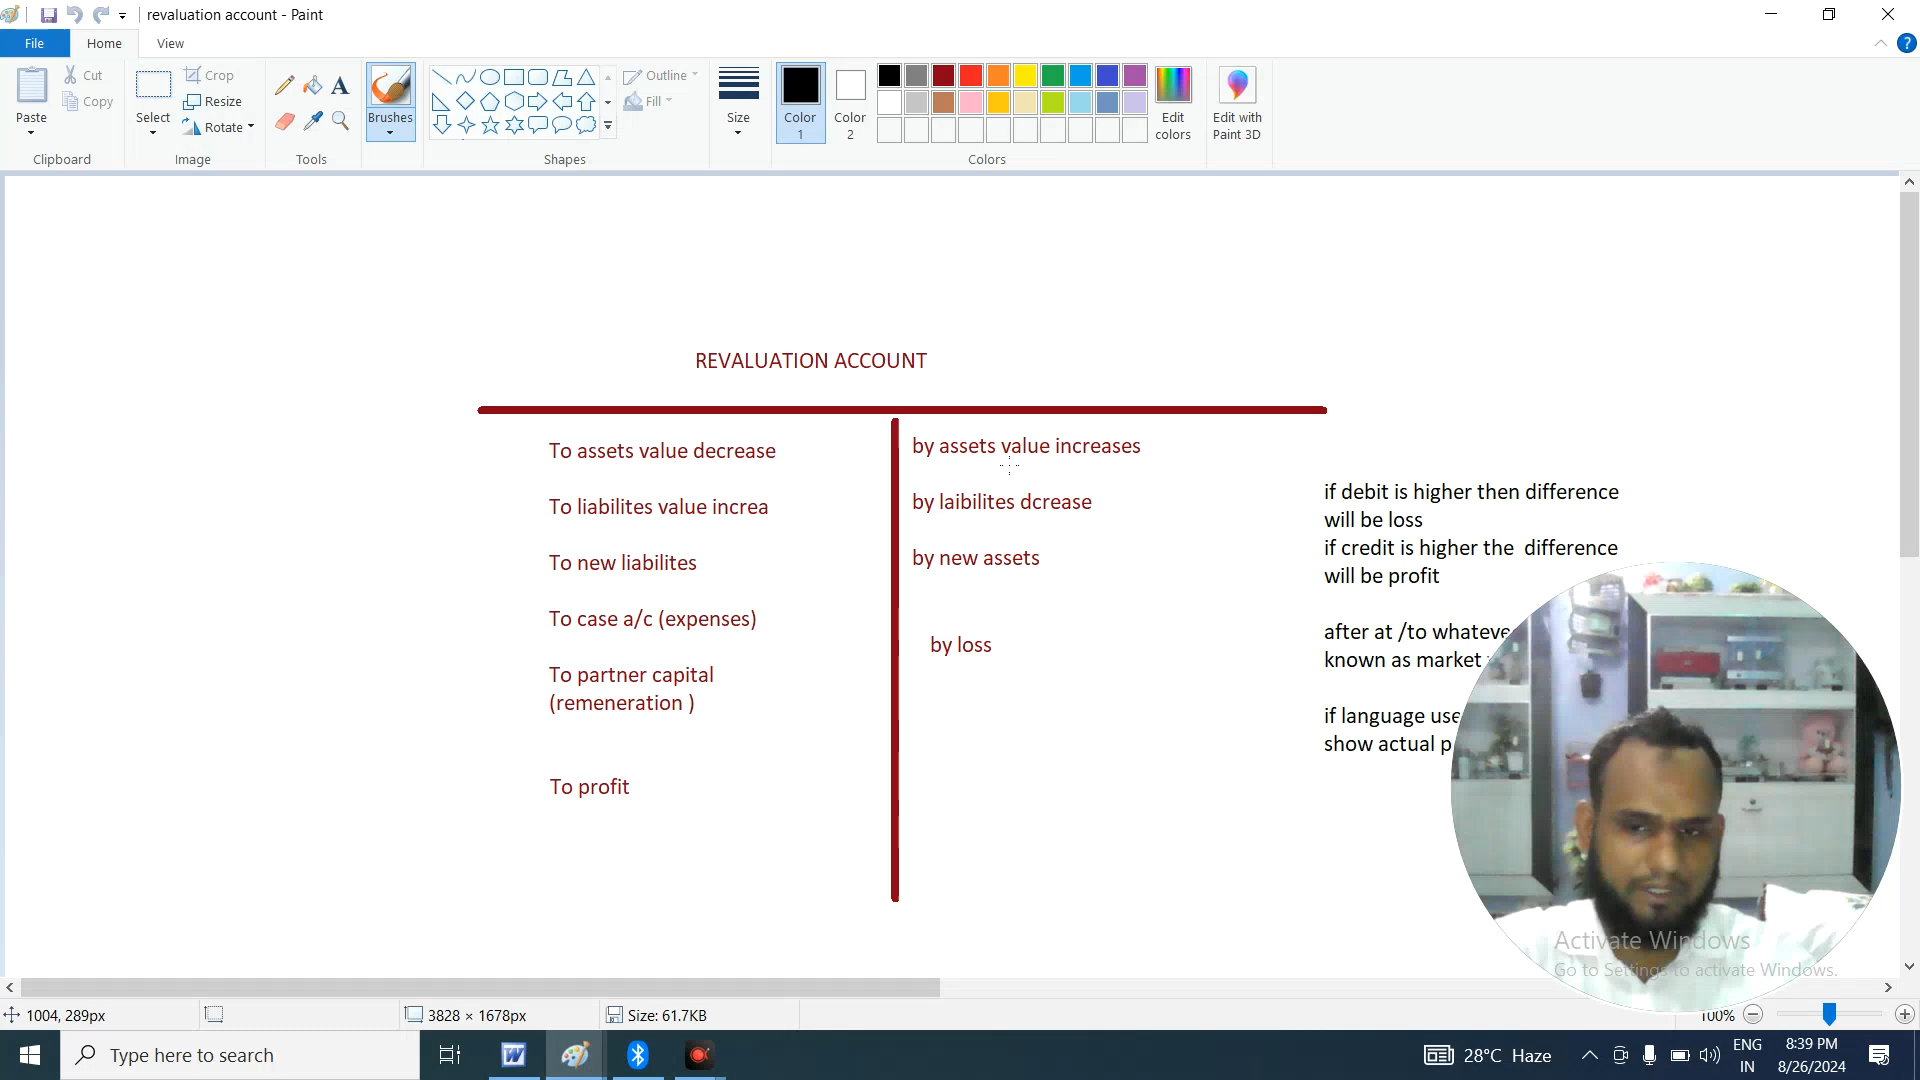 revaluation account - Paint
File
Home
View
Paste
Cut
Copy
Clipboard
Select
Crop
Resize
Rotate
Image
A
Tools
Brushes
Outline
Fill
Shapes
Size
Color 1
Color 2
Colors
Edit colors
Edit with Paint 3D
REVALUATION ACCOUNT
To assets value decrease
To liabilites value increa
To new liabilites
To case a/c (expenses)
To partner capital
(remeneration )
To profit
by assets value increases
by laibilites dcrease
by new assets
by loss
if debit is higher then difference
will be loss
if credit is higher the  difference
will be profit
after at /to
known as market
if language
show actual
Activate Windows
Go to Settings to activate Windows.
1004, 289px
3828 × 1678px
Size: 61.7KB
100%
Type here to search
28°C Haze
ENG
IN
8:39 PM
8/26/2024